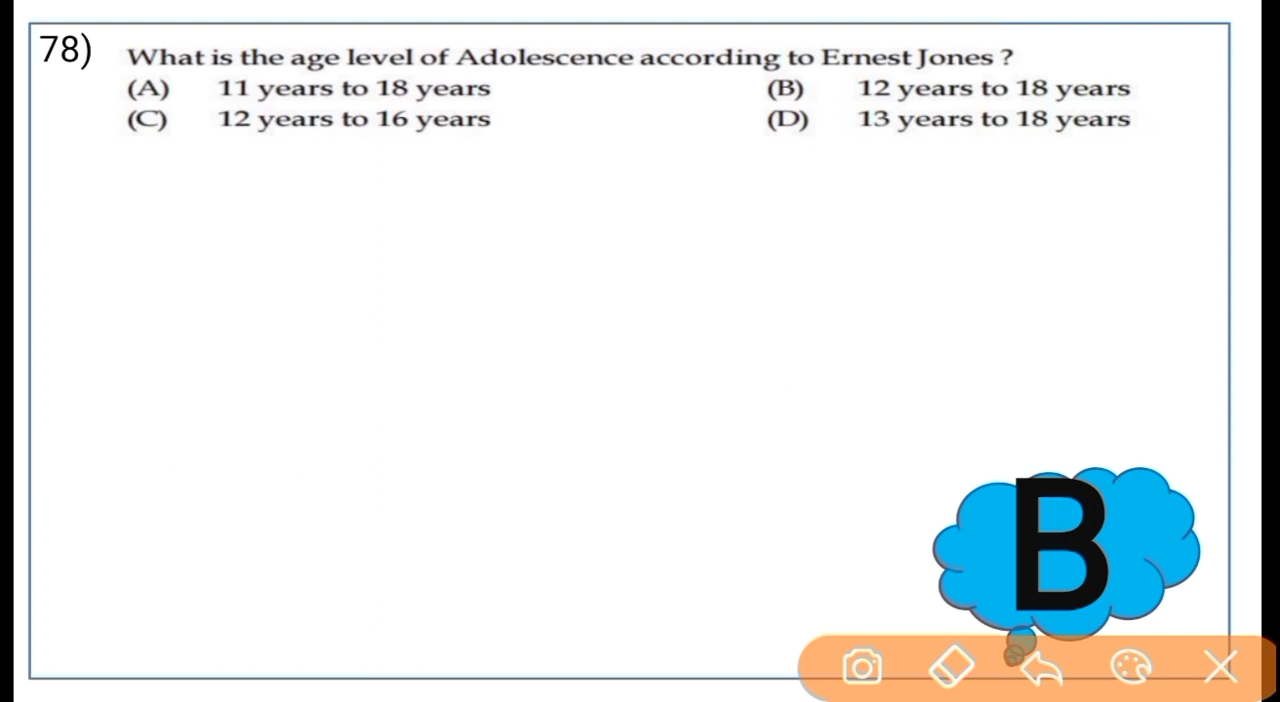 78) What is the age level of Adolescence according to Ernest Jones ?
(A) 11 years to 18 years (B) 12 years to 18 years
(C) 12 years to 16 years (D) 13 years to 18 years
B